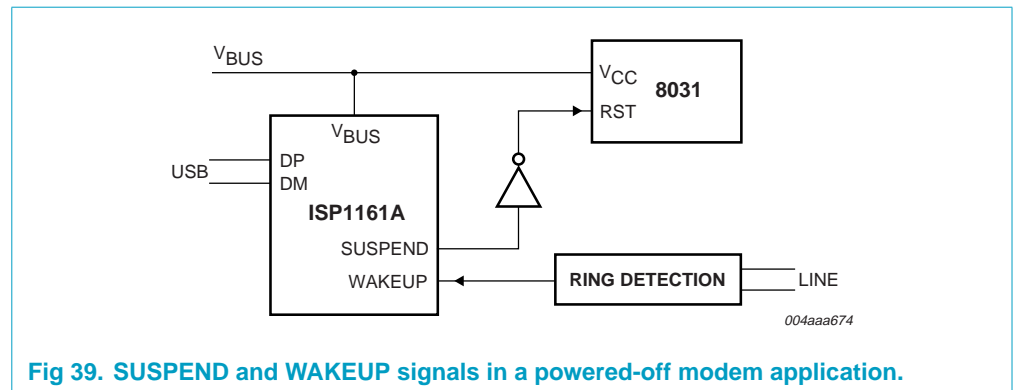 VBUS
VCC
8031
RST
VBUS
USB
DP
DM
ISP1161A
SUSPEND
WAKEUP
RING DETECTION
LINE
004aaa674
Fig 39. SUSPEND and WAKEUP signals in a powered-off modem application.